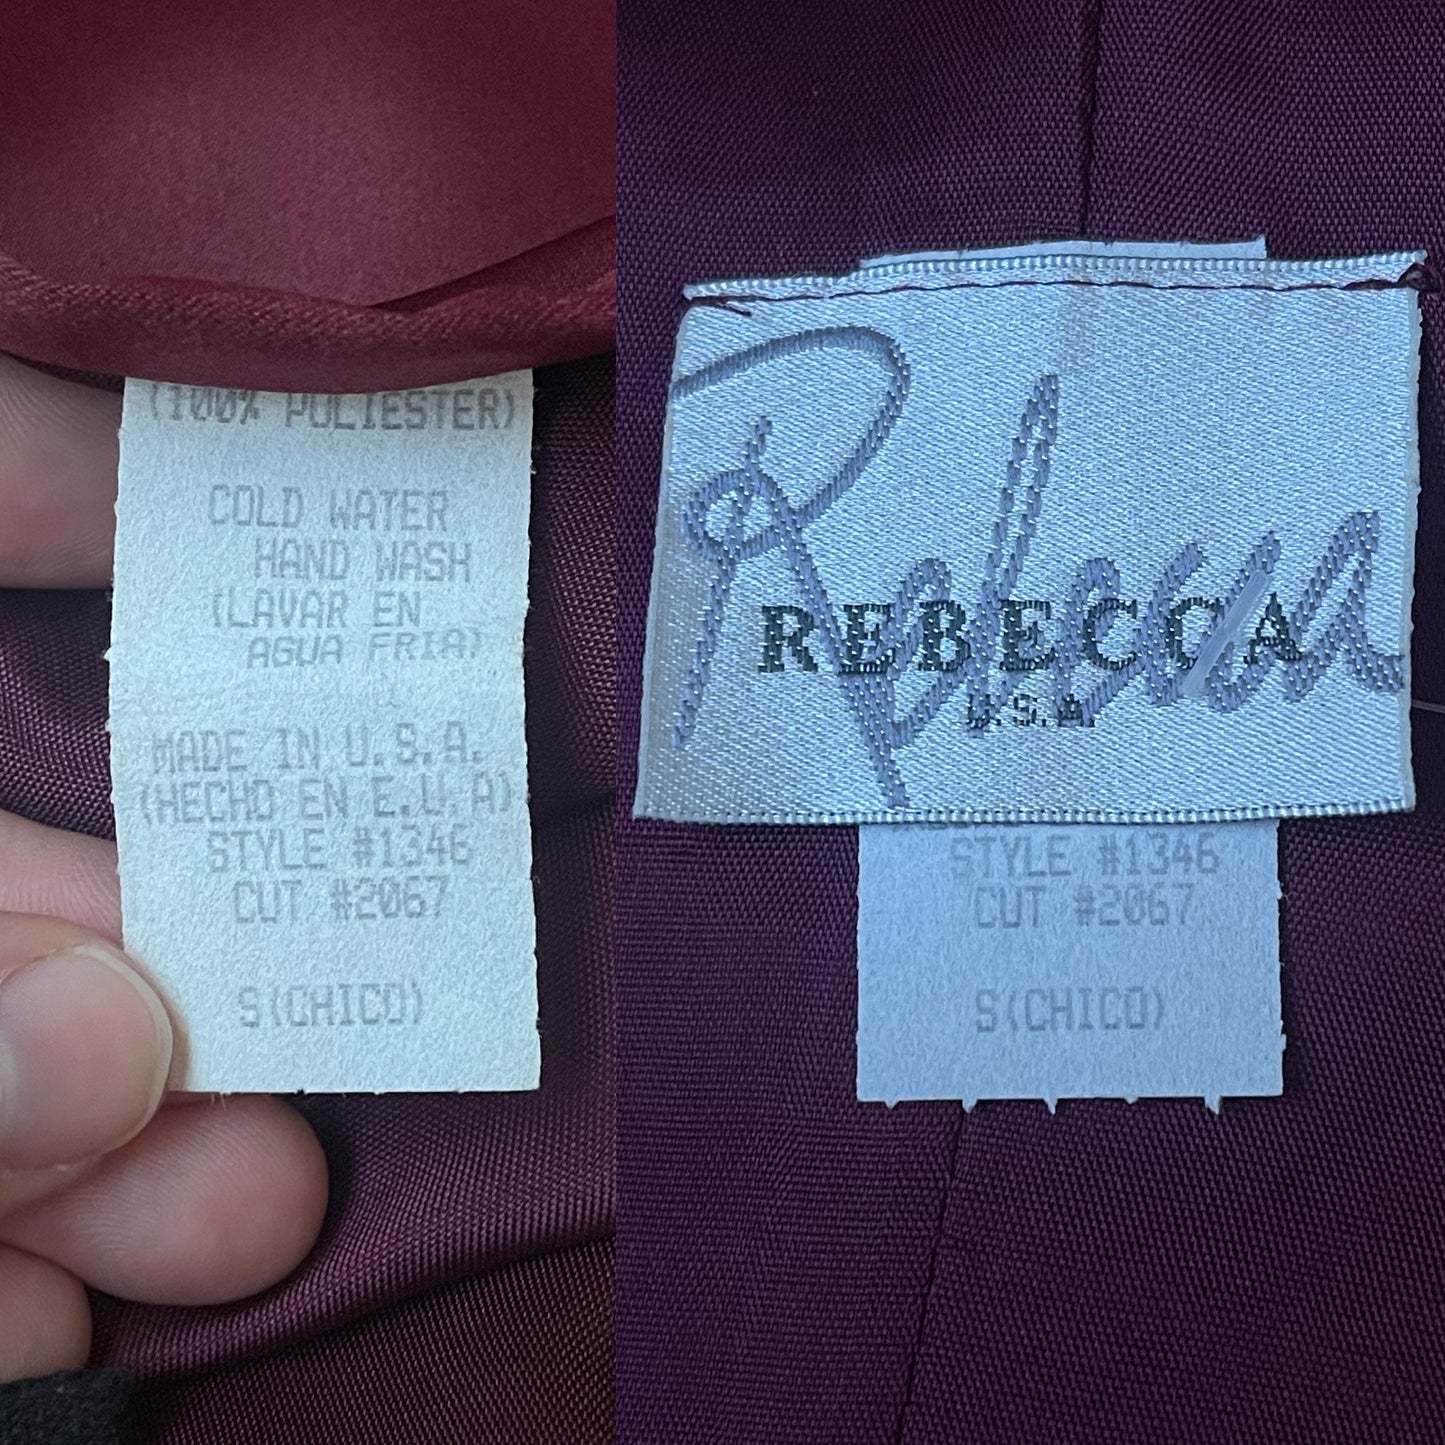 (100% POLIESTER)
COLD WATER
HAND WASH
(LAVAR EN
AGUA FRIA)
MADE IN U.S.A.
(HECHO EN E.U.A)
STYLE #1346
CUT #2067
S(CHICO)
Rebecca
REBECCA
U.S.A.
STYLE #1346
CUT #2067
S(CHICO)